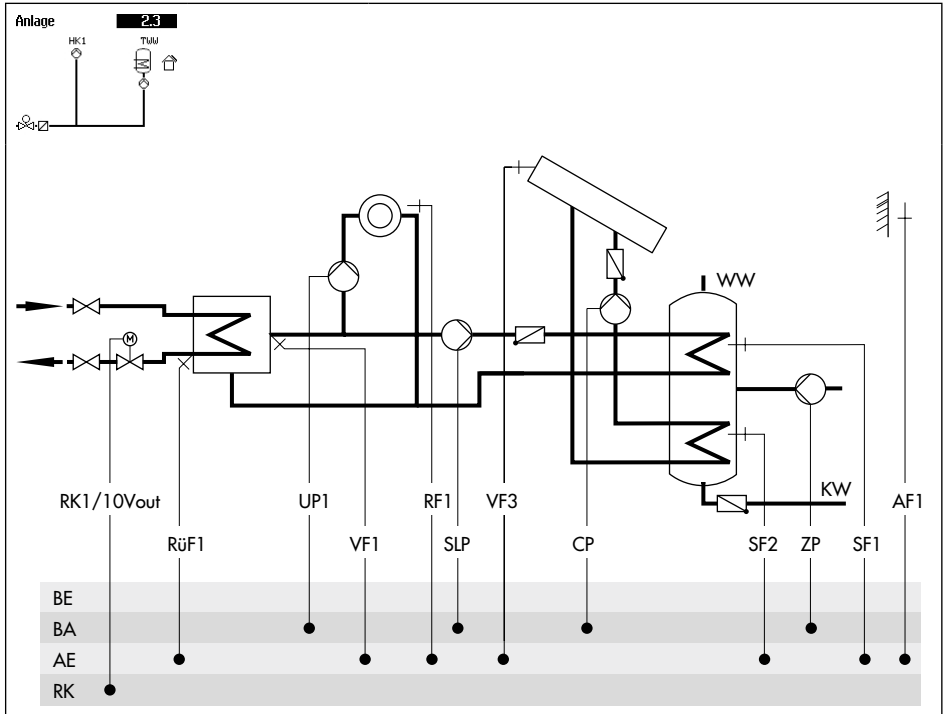 Anlage 2.3
HK1 TWW
M
WW
KW
RK1/10Vout UP1 RF1 VF3 AF1
RüF1 VF1 SLP CP SF2 ZP SF1
BE
BA
AE
RK